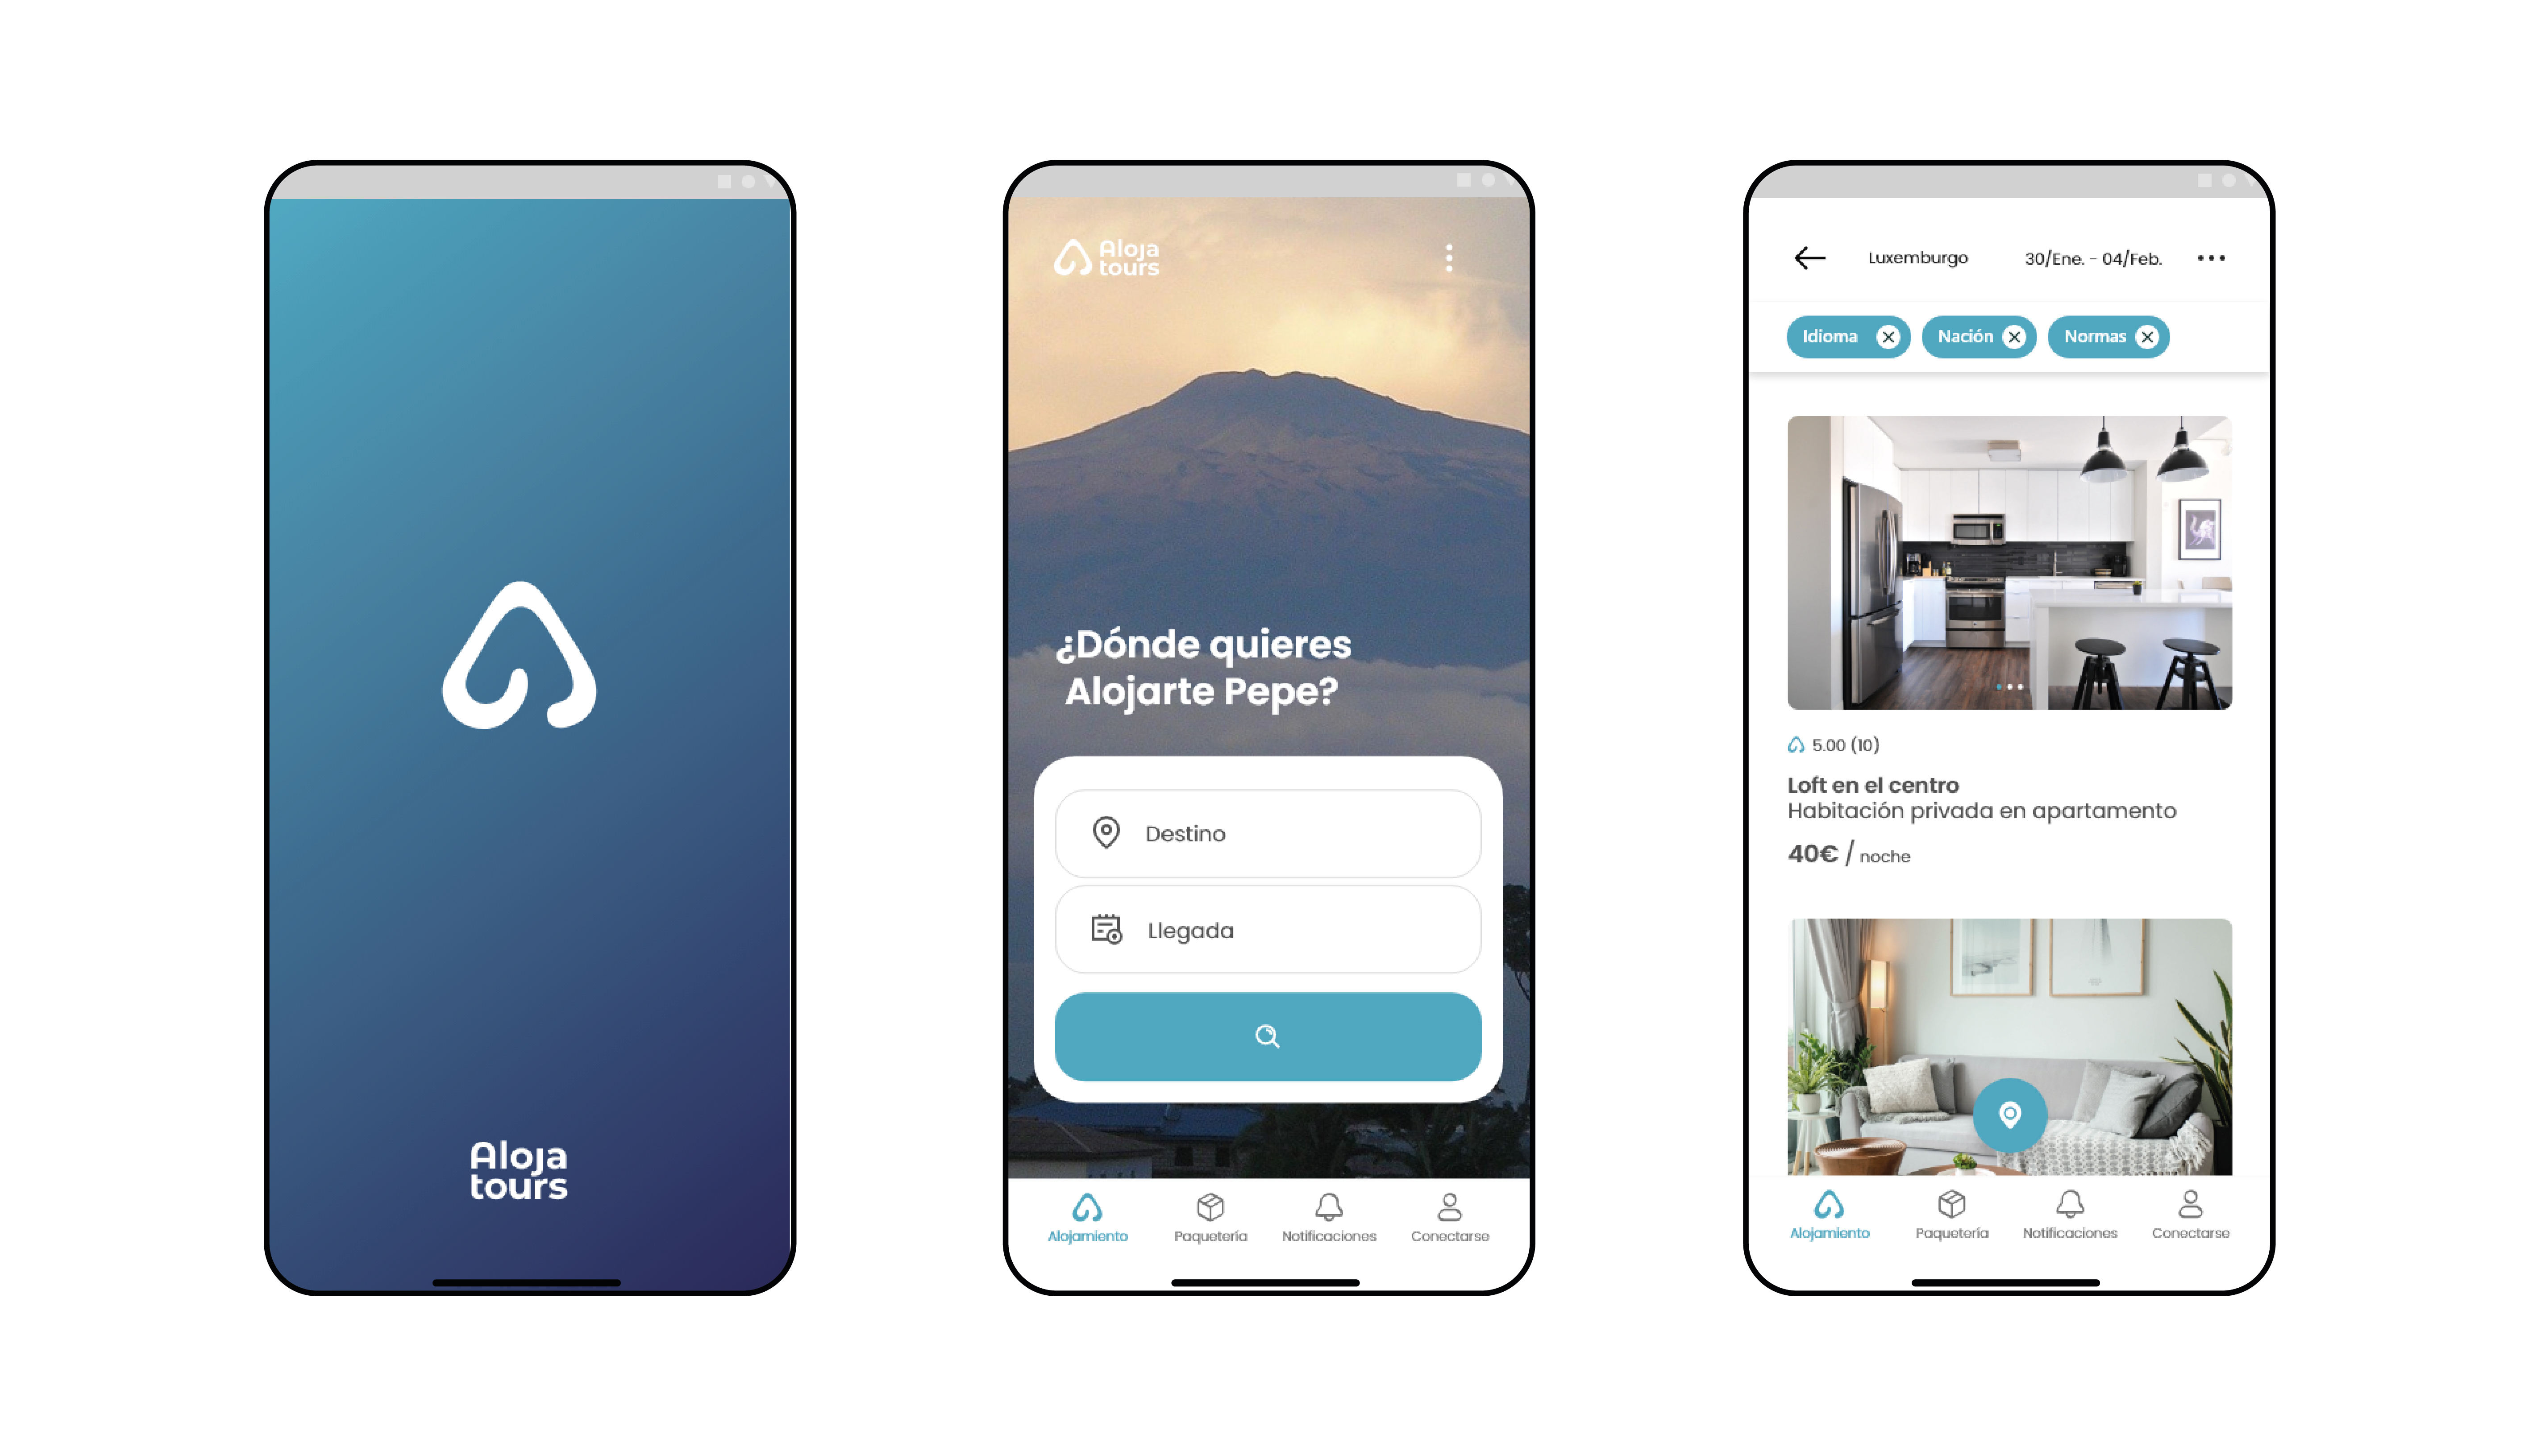 Aloja
tours
Aloja
tours
¿Dónde quieres
Alojarte Pepe?
Destino
Llegada
Alojamiento Paquetería Notificaciones Conectarse
Luxemburgo 30/Ene. - 04/Feb.
Idioma Nación Normas
5.00 (10)
Loft en el centro
Habitación privada en apartamento
40€ / noche
Alojamiento Paquetería Notificaciones Conectarse